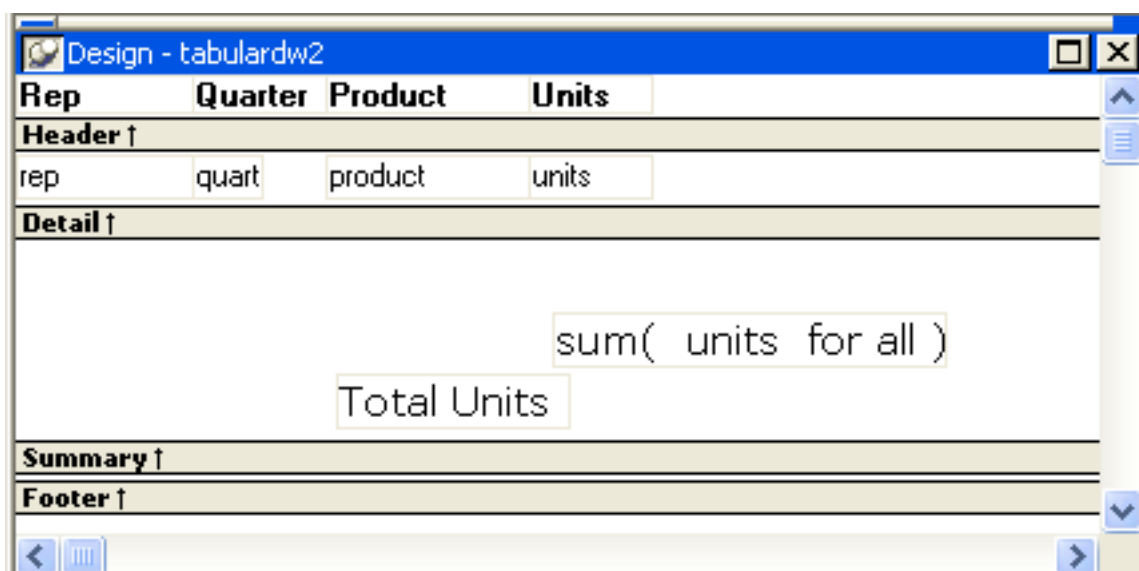 Design - tabulardw2
Rep Quarter Product Units
Header ↑
rep quart product units
Detail ↑
sum( units for all )
Total Units
Summary ↑
Footer ↑